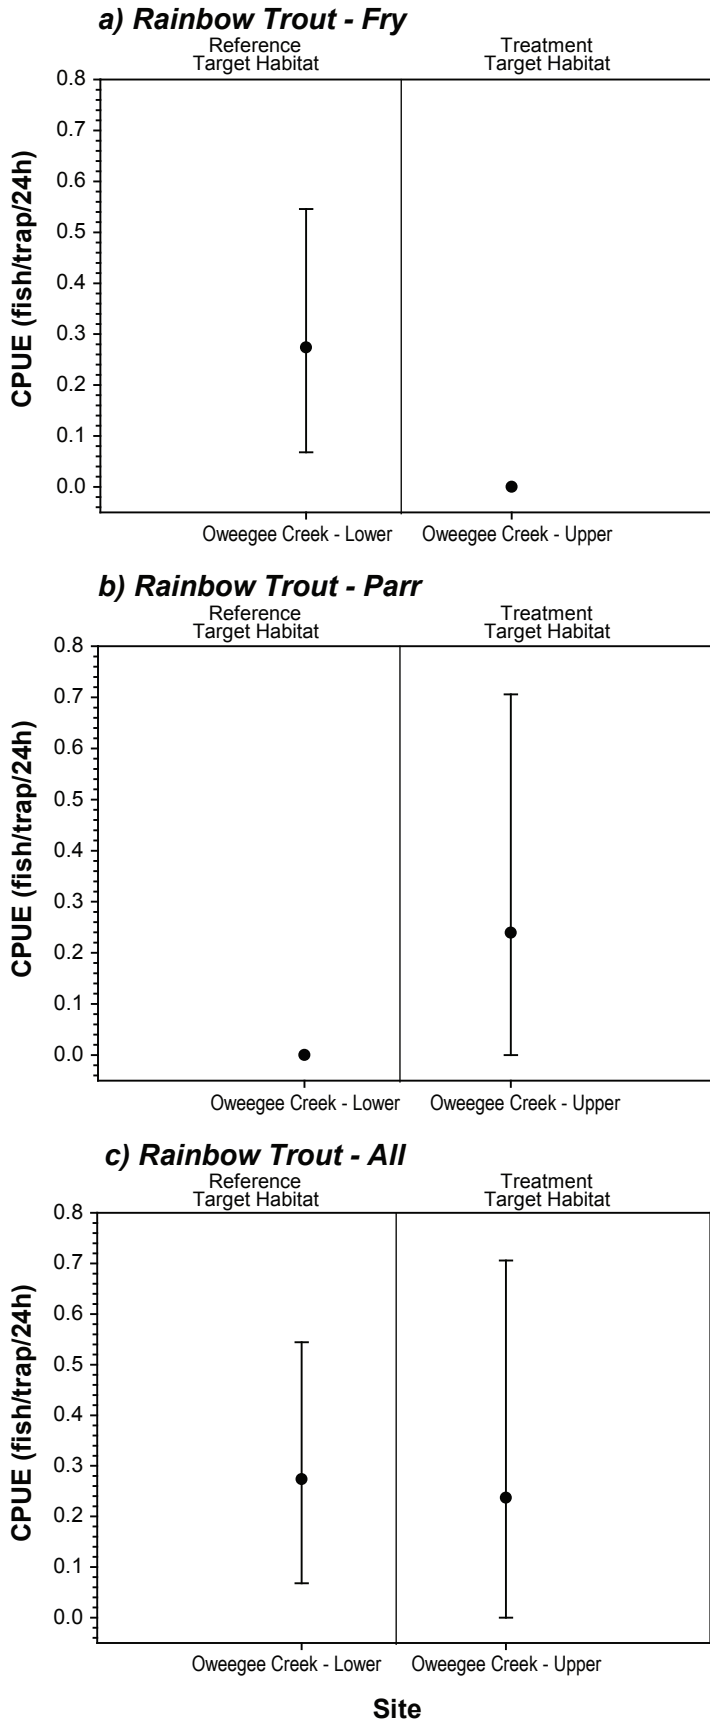 a) Rainbow Trout - Fry
Reference
Target Habitat
Treatment
Target Habitat
CPUE (fish/trap/24h)
0.8
0.7
0.6
0.5
0.4
0.3
0.2
0.1
0.0
Oweegee Creek - Lower
Oweegee Creek - Upper
b) Rainbow Trout - Parr
Reference
Target Habitat
Treatment
Target Habitat
CPUE (fish/trap/24h)
0.8
0.7
0.6
0.5
0.4
0.3
0.2
0.1
0.0
Oweegee Creek - Lower
Oweegee Creek - Upper
c) Rainbow Trout - All
Reference
Target Habitat
Treatment
Target Habitat
CPUE (fish/trap/24h)
0.8
0.7
0.6
0.5
0.4
0.3
0.2
0.1
0.0
Oweegee Creek - Lower
Oweegee Creek - Upper
Site